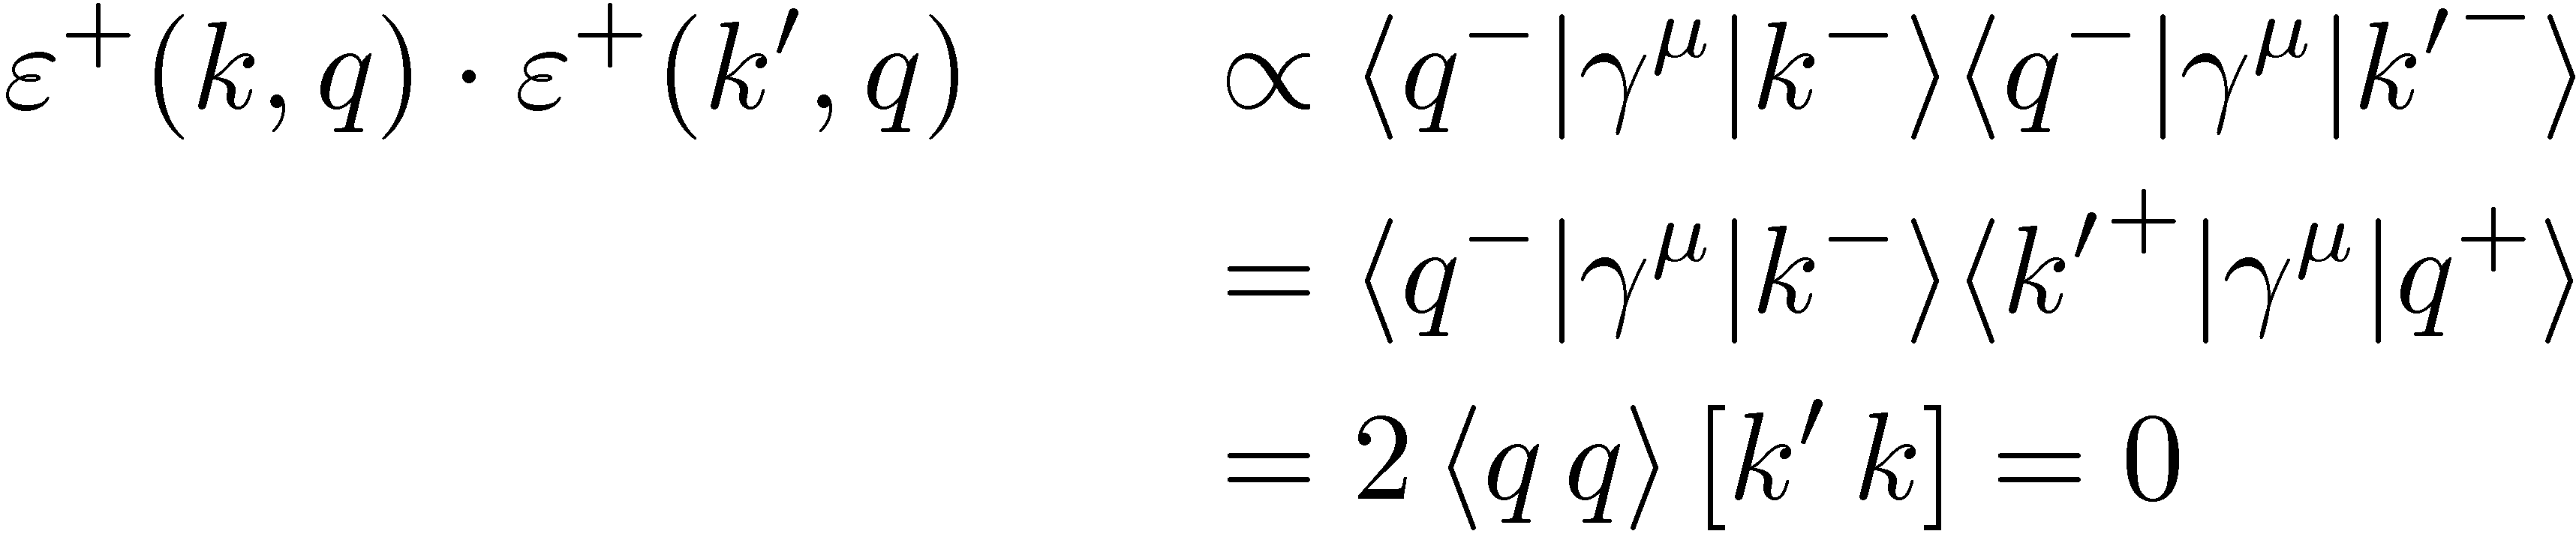 ε⁺(k, q) · ε⁺(k′, q) ∝ ⟨q⁻|γ^μ|k⁻⟩⟨q⁻|γ^μ|k′⁻⟩
= ⟨q⁻|γ^μ|k⁻⟩⟨k′⁺|γ^μ|q⁺⟩
= 2 ⟨q q⟩ [k′ k] = 0